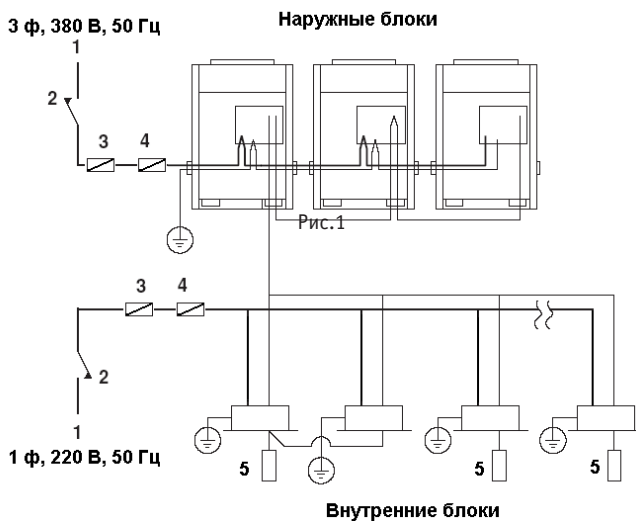 Наружные блоки
3 ф, 380 В, 50 Гц
1
2
3 4
Рис.1
3 4
2
1
1 ф, 220 В, 50 Гц
5 5 5
Внутренние блоки